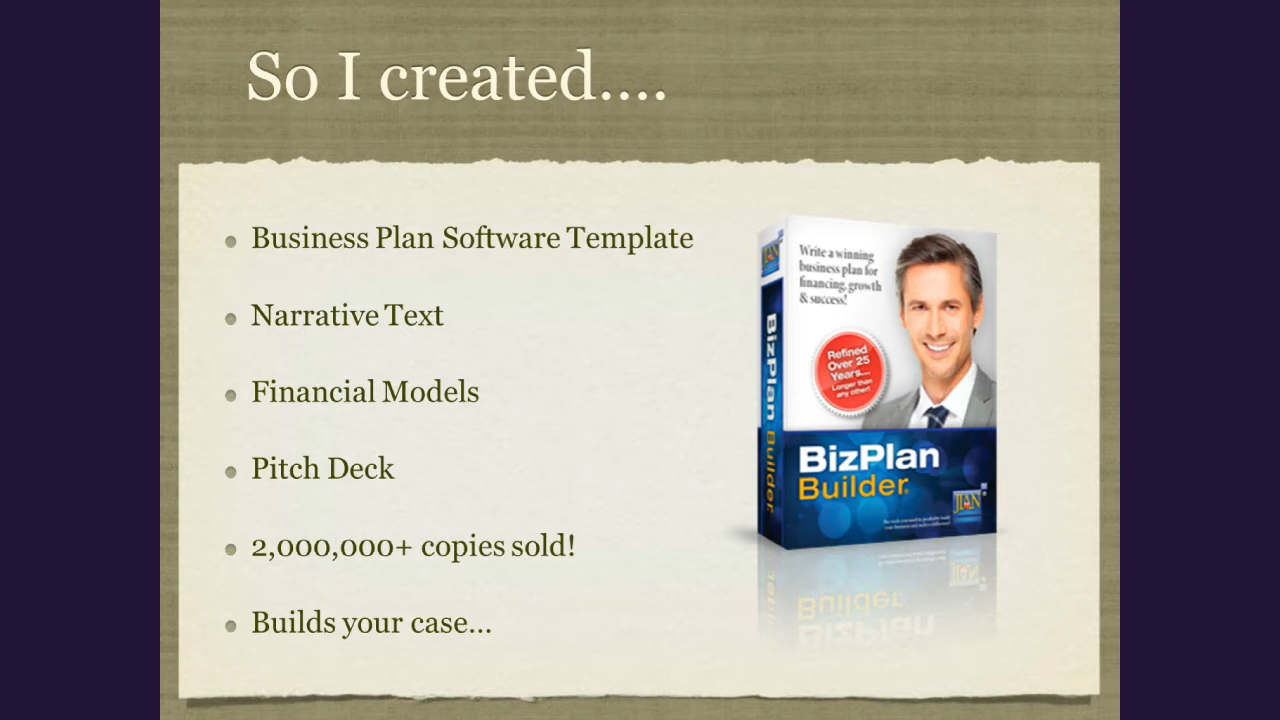 So I created....
Business Plan Software Template
Narrative Text
Financial Models
Pitch Deck
2,000,000+ copies sold!
Builds your case...
Write a winning
business plan for
financing, growth
& success!
Refined
Over 25
Years...
Longer than
any other!
BizPlan
Builder
JIAN
BizPlan Builder